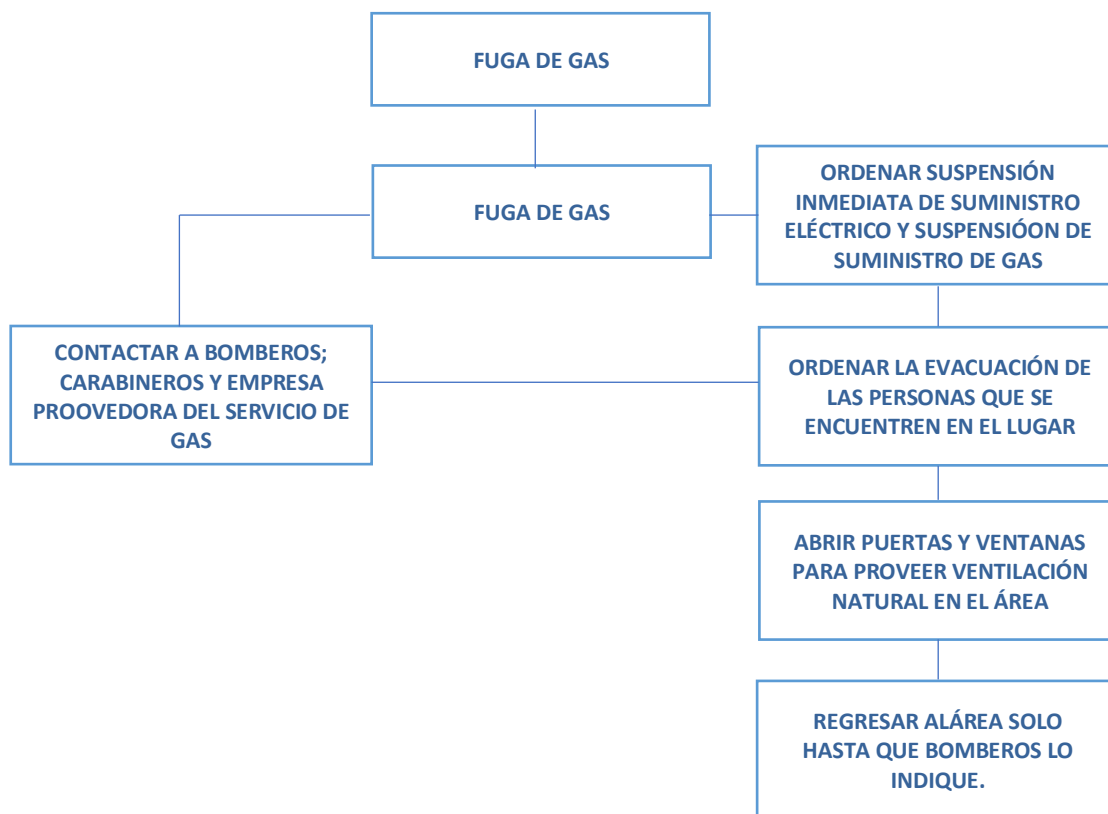 FUGA DE GAS
FUGA DE GAS
ORDENAR SUSPENSIÓN
INMEDIATA DE SUMINISTRO
ELÉCTRICO Y SUSPENSIÓON DE
SUMINISTRO DE GAS
CONTACTAR A BOMBEROS;
CARABINEROS Y EMPRESA
PROOVEDORA DEL SERVICIO DE
GAS
ORDENAR LA EVACUACIÓN DE
LAS PERSONAS QUE SE
ENCUENTREN EN EL LUGAR
ABRIR PUERTAS Y VENTANAS
PARA PROVEER VENTILACIÓN
NATURAL EN EL ÁREA
REGRESAR ALÁREA SOLO
HASTA QUE BOMBEROS LO
INDIQUE.